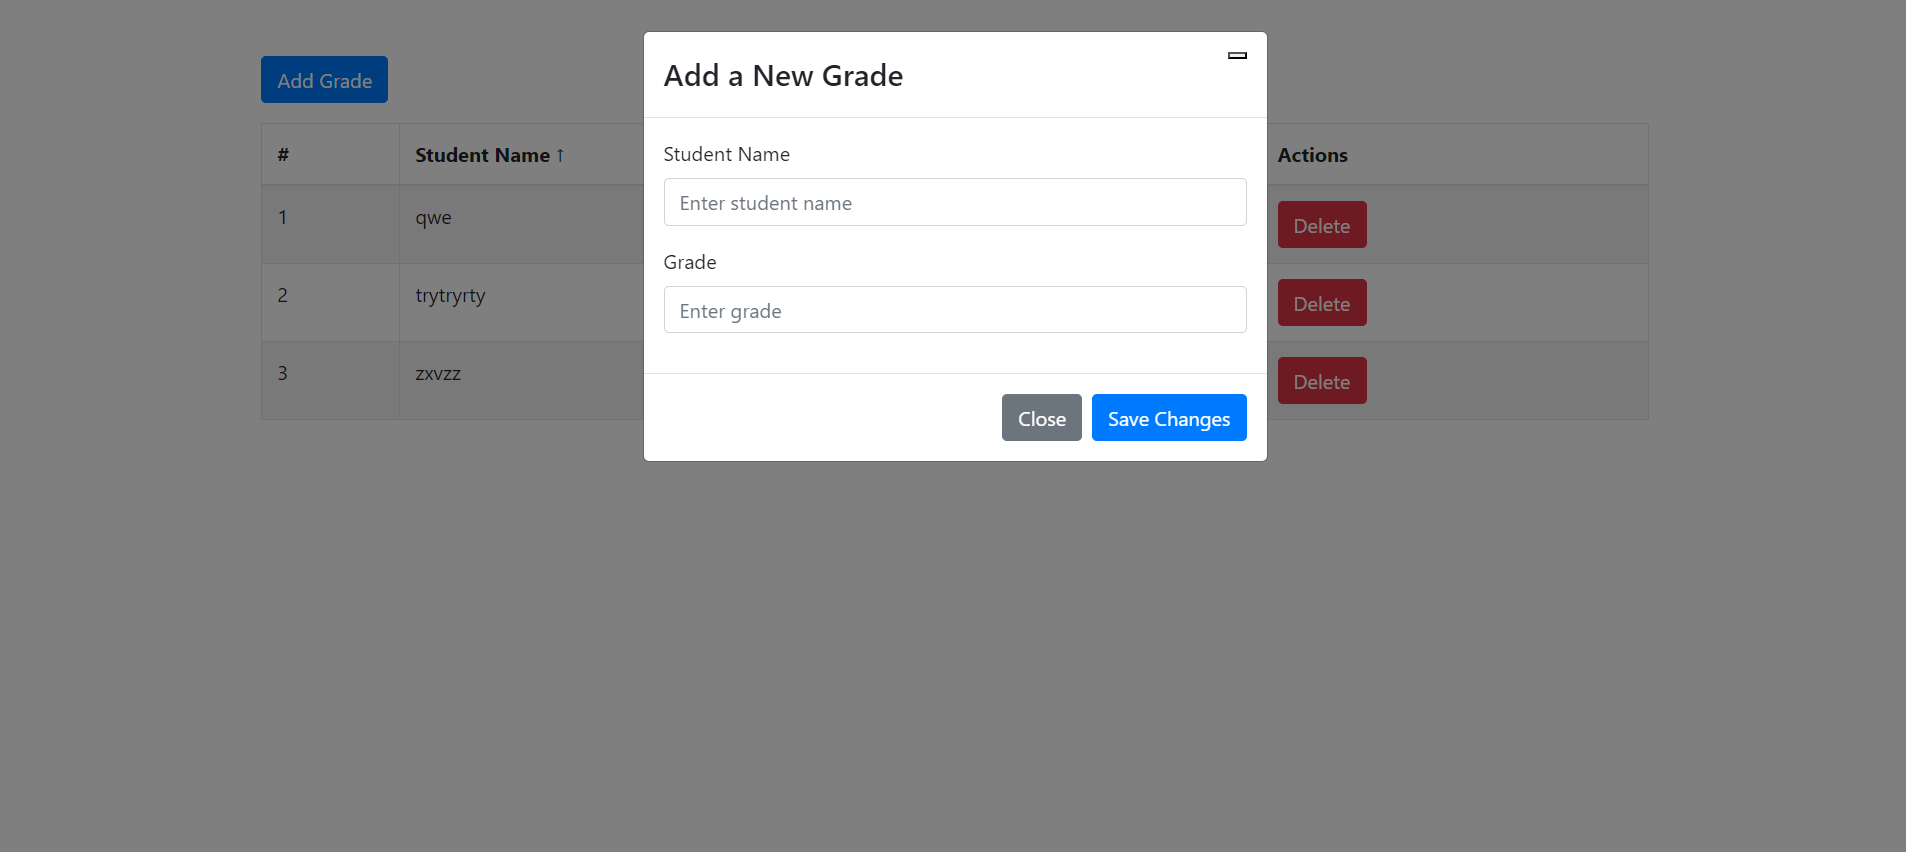 Add Grade
Add a New Grade
# Student Name ↑ Actions
Student Name
Enter student name
1 qwe Delete
Grade
2 trytryrty Delete
Enter grade
3 zxvzz Delete
Close Save Changes